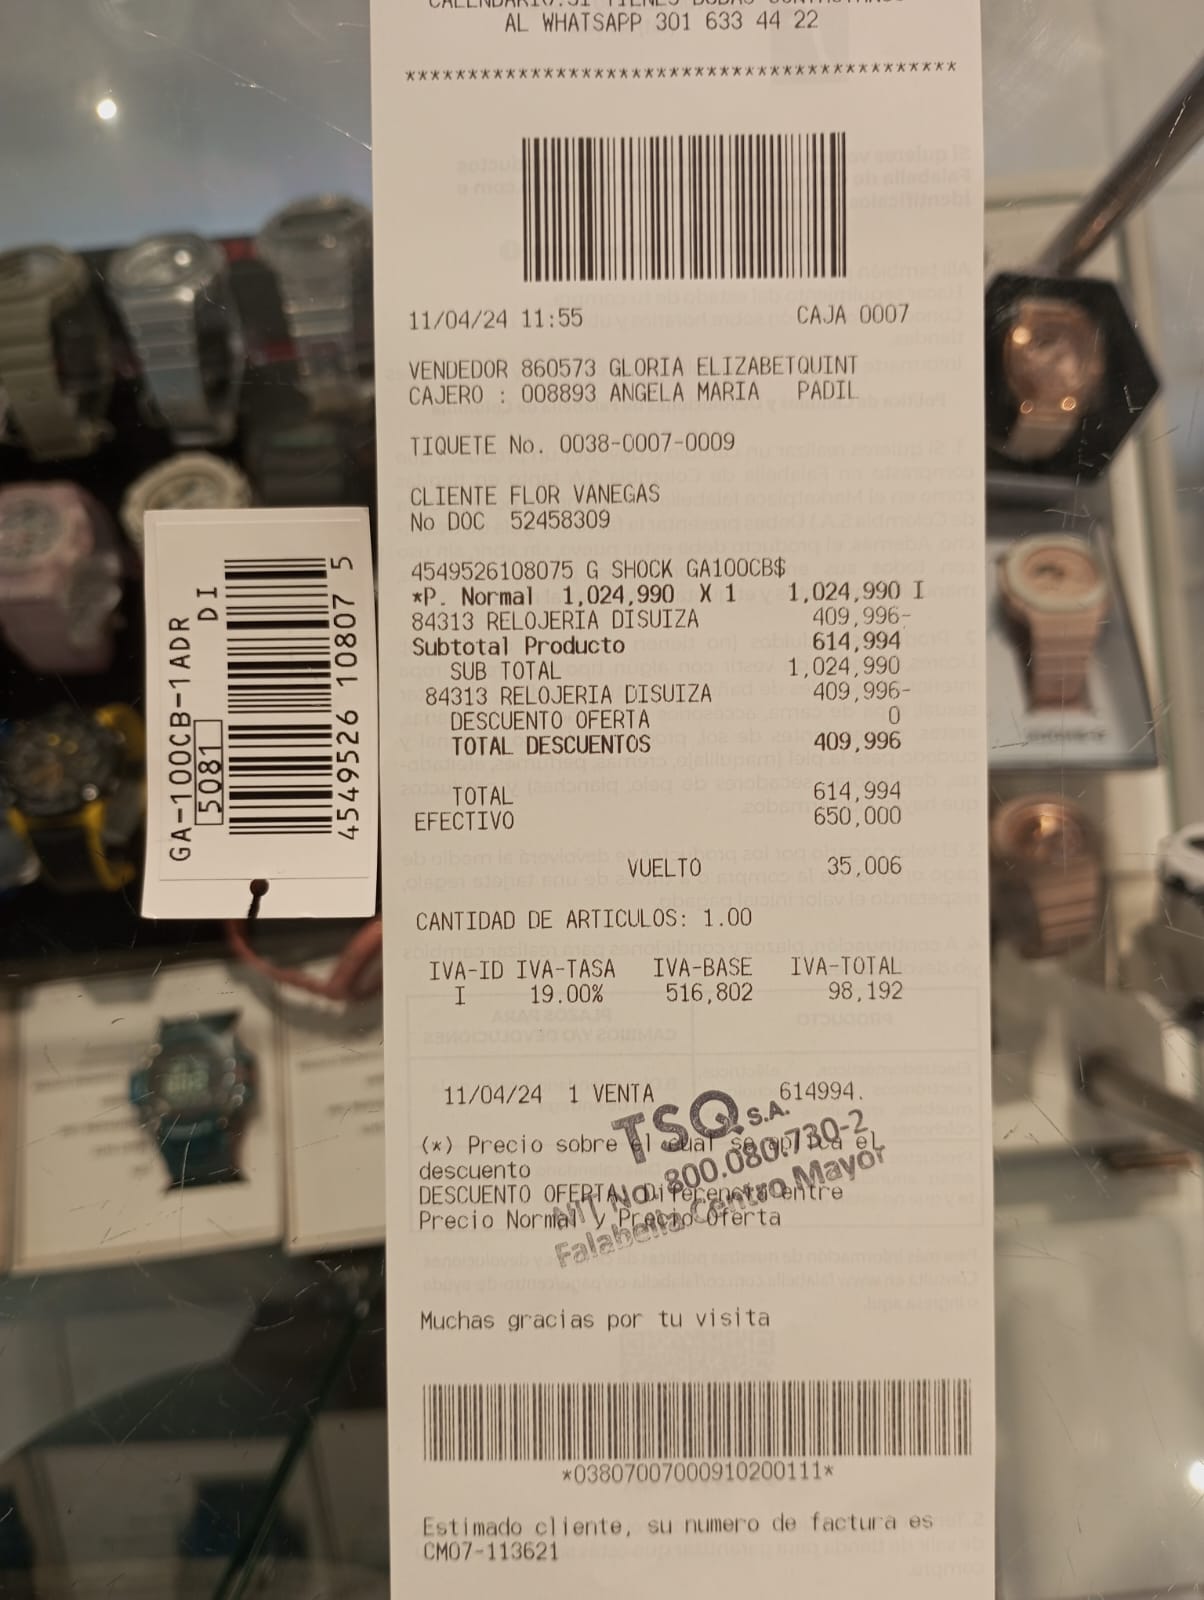 AL WHATSAPP 301 633 44 22
********************************************
11/04/24 11:55 CAJA 0007
VENDEDOR 860573 GLORIA ELIZABETQUINT
CAJERO : 008893 ANGELA MARIA PADIL
TIQUETE No. 0038-0007-0009
CLIENTE FLOR VANEGAS
No DOC 52458309
4549526108075 G SHOCK GA100CB$
*P. Normal 1,024,990 X 1 1,024,990 I
84313 RELOJERIA DISUIZA 409,996-
Subtotal Producto 614,994
SUB TOTAL 1,024,990
84313 RELOJERIA DISUIZA 409,996-
DESCUENTO OFERTA 0
TOTAL DESCUENTOS 409,996
TOTAL 614,994
EFECTIVO 650,000
VUELTO 35,006
CANTIDAD DE ARTICULOS: 1.00
IVA-ID IVA-TASA IVA-BASE IVA-TOTAL
I 19.00% 516,802 98,192
11/04/24 1 VENTA 614994.
(*) Precio sobre el cual se aplica el
descuento
DESCUENTO OFERTA: Diferencia entre
Precio Normal y Precio Oferta
TSQ S.A.
NIT No. 800.080.730-2
Falabella Centro Mayor
Muchas gracias por tu visita
*03807007000910200111*
Estimado cliente, su numero de factura es
CM07-113621
GA-100CB-1ADR
5081 DI
4549526 10807 5